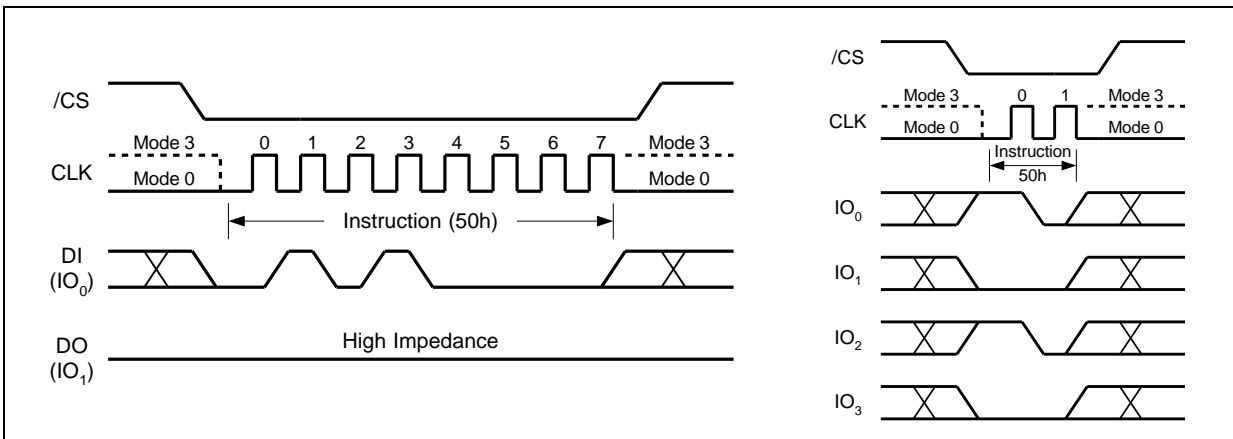 /CS
Mode 3
0 1 2 3 4 5 6 7
Mode 3
CLK
Mode 0
Mode 0
Instruction (50h)
DI
(IO0)
DO
(IO1)
High Impedance
/CS
Mode 3
0 1
Mode 3
CLK
Mode 0
Mode 0
Instruction
50h
IO0
IO1
IO2
IO3